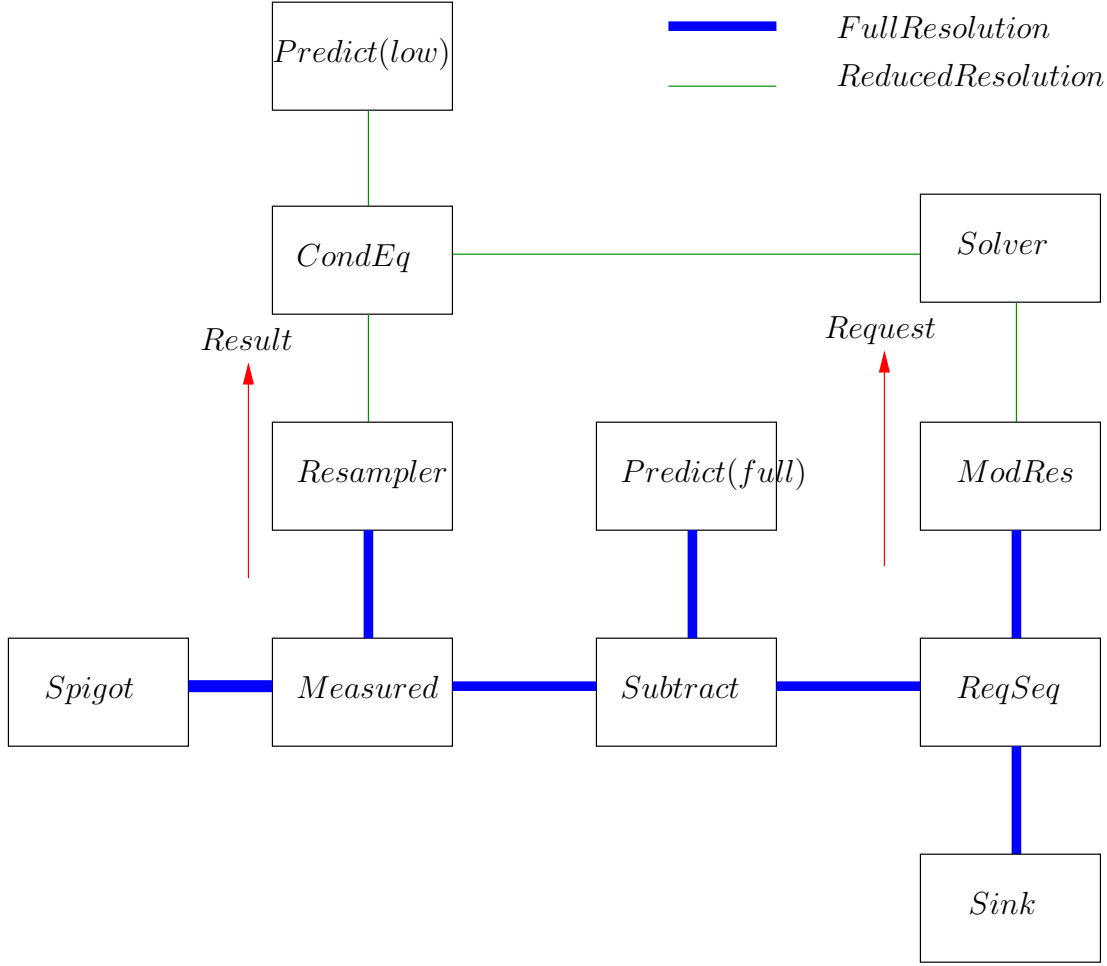 Predict(low)
FullResolution
ReducedResolution
CondEq
Solver
Result
Request
Resampler
Predict(full)
ModRes
Spigot
Measured
Subtract
ReqSeq
Sink